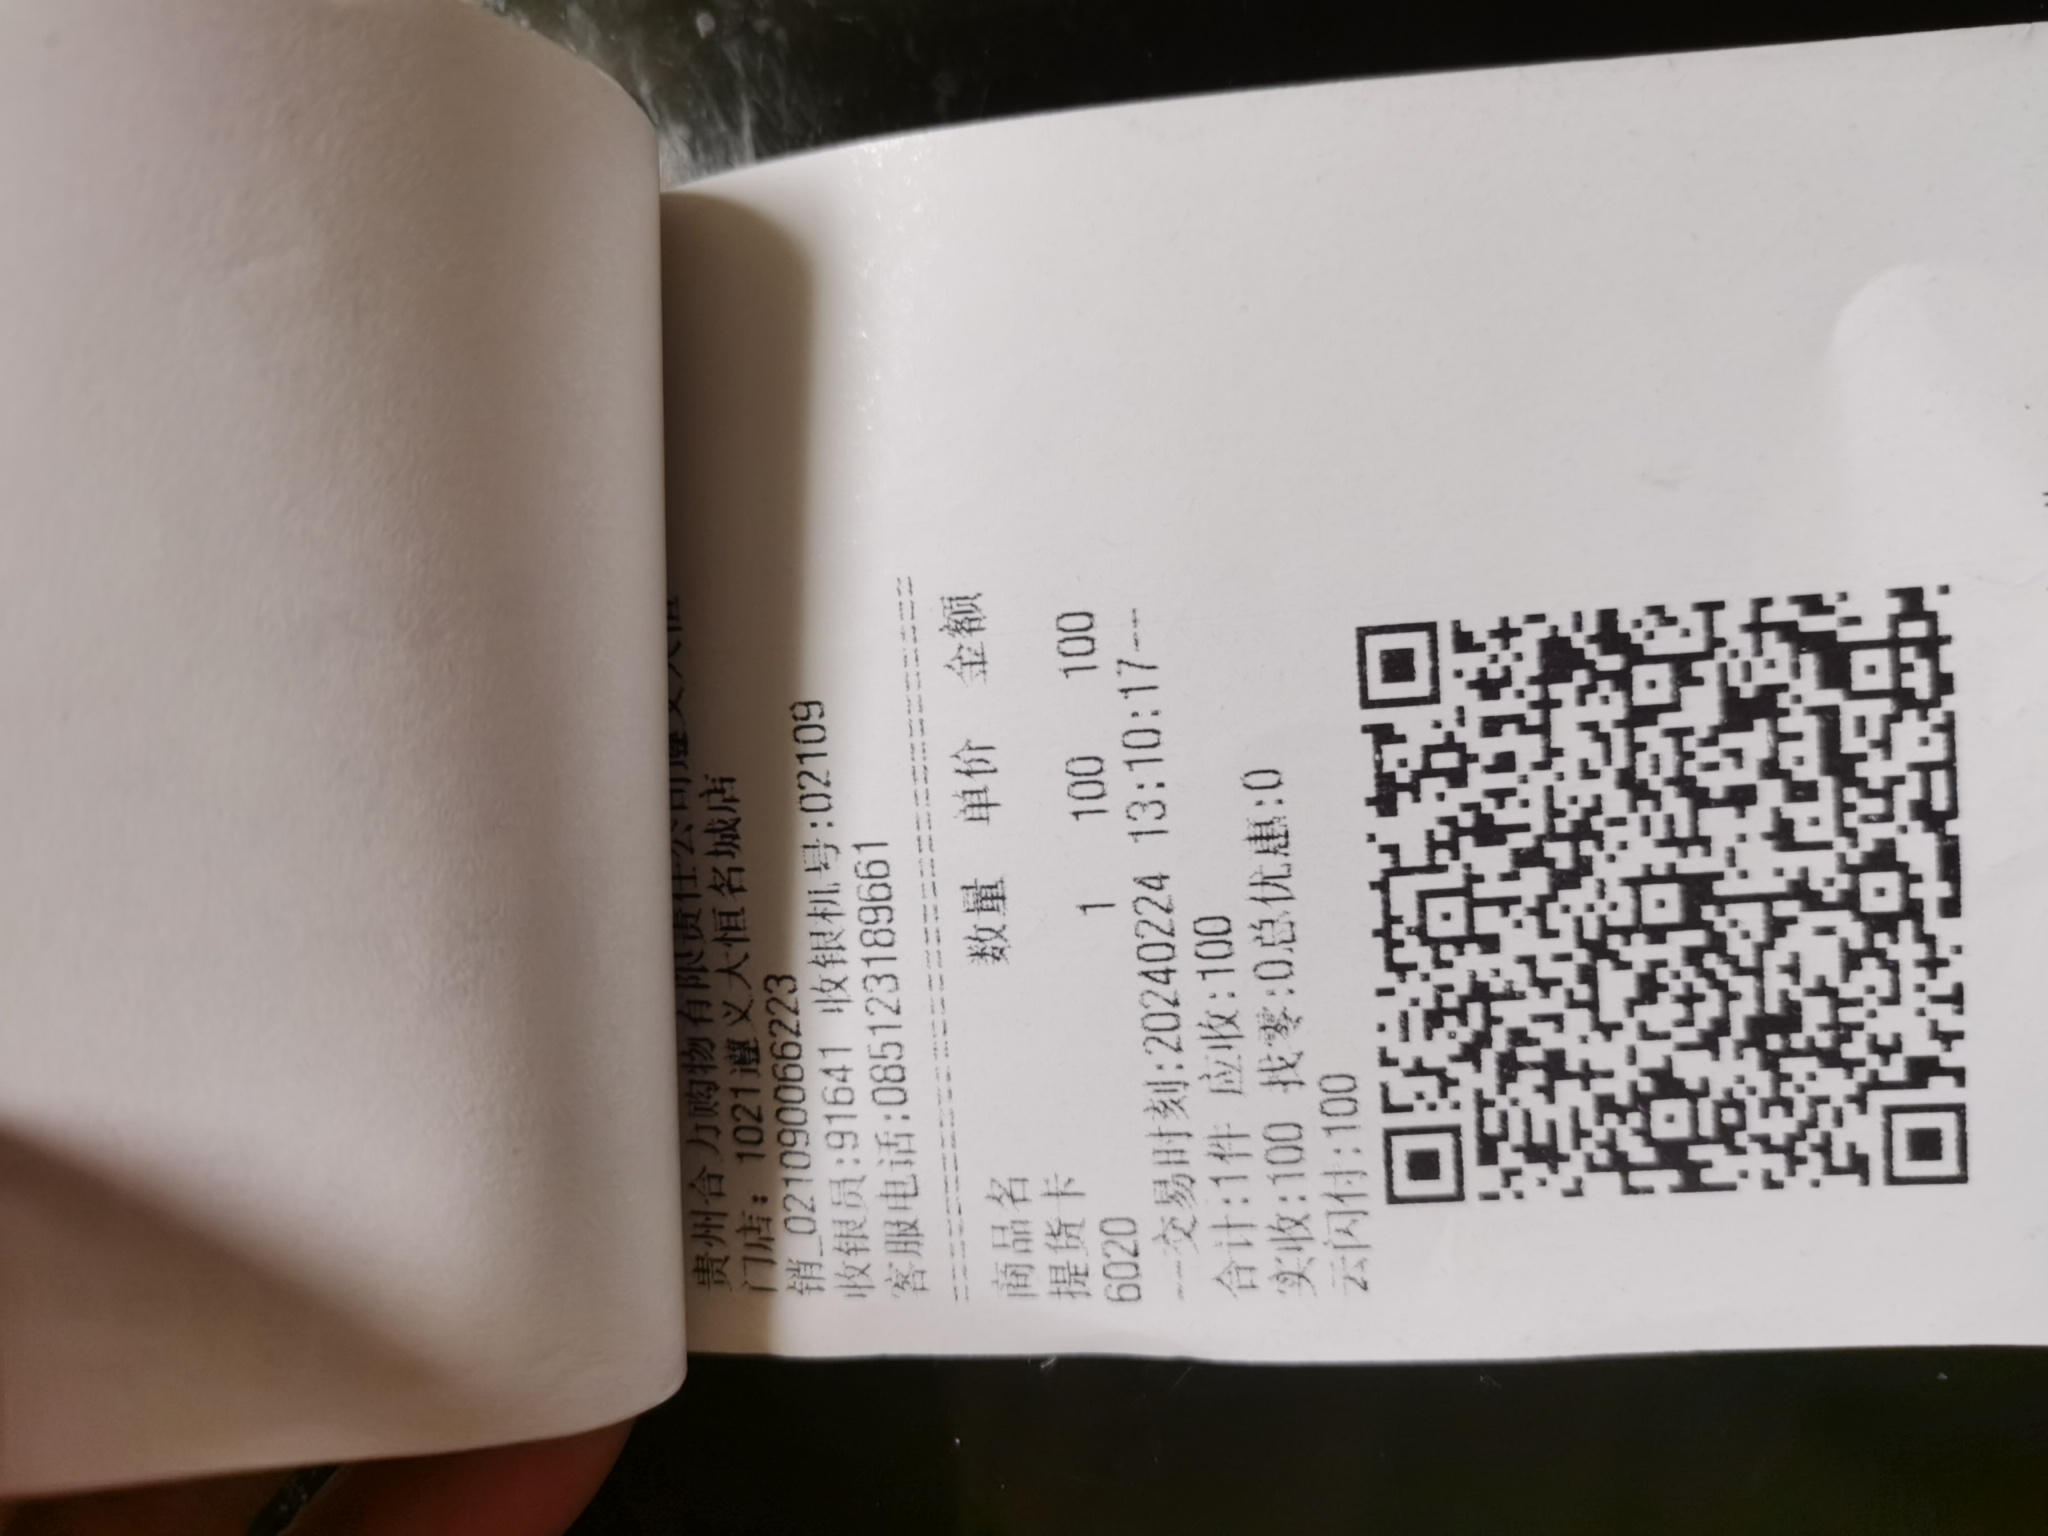 贵州合力购物有限责任公司遵义大恒
门店：1021遵义大恒名城店
销_021090066223
收银员:91641 收银机号:02109
客服电话:085123189661
商品名 数量 单价 金额
提货卡
6020 1 100 100
---交易时刻:20240224 13:10:17---
合计:1件 应收:100
实收:100 找零:0总优惠:0
云闪付:100